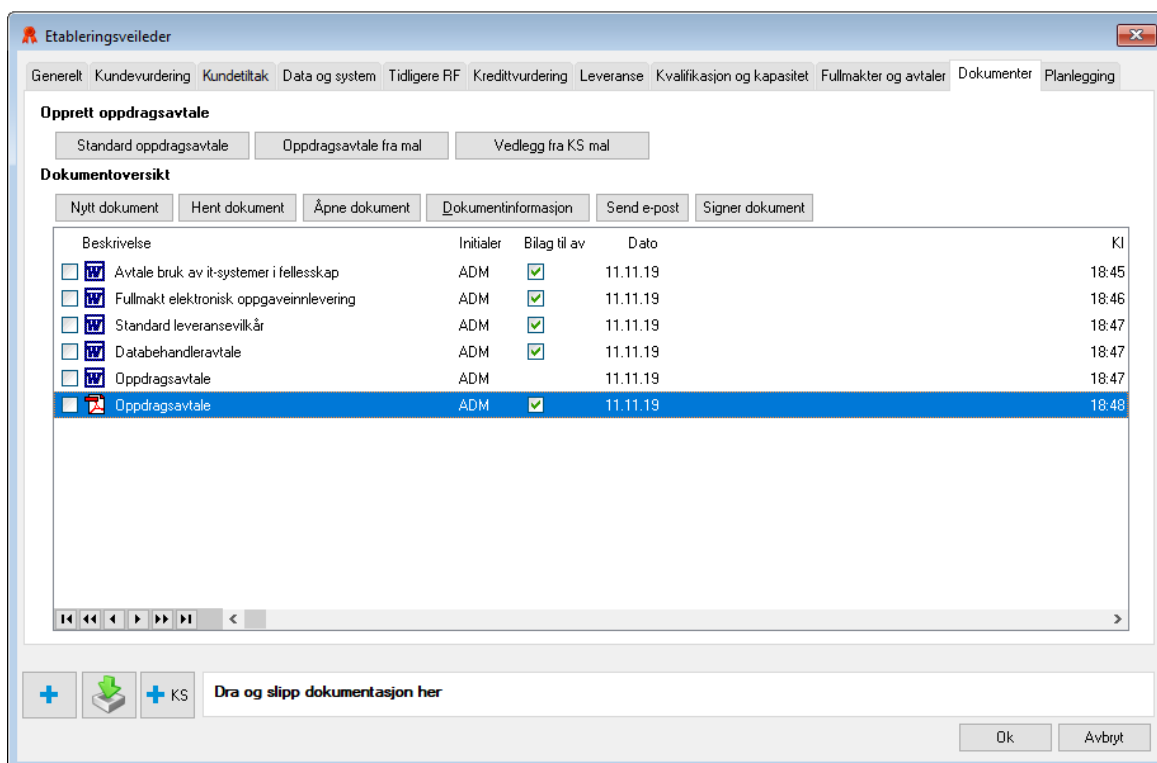 Etableringsveileder
Generelt Kundevurdering Kundetiltak Data og system Tidligere RF Kredittvurdering Leveranse Kvalifikasjon og kapasitet Fullmakter og avtaler Dokumenter Planlegging
Opprett oppdragsavtale
Standard oppdragsavtale Oppdragsavtale fra mal Vedlegg fra KS mal
Dokumentoversikt
Nytt dokument Hent dokument Åpne dokument Dokumentinformasjon Send e-post Signer dokument
Beskrivelse Initialer Bilag til av Dato Kl
Avtale bruk av it-systemer i fellesskap ADM 11.11.19 18:45
Fullmakt elektronisk oppgaveinnlevering ADM 11.11.19 18:46
Standard leveransevilkår ADM 11.11.19 18:47
Databehandleravtale ADM 11.11.19 18:47
Oppdragsavtale ADM 11.11.19 18:47
Oppdragsavtale ADM 11.11.19 18:48
KS Dra og slipp dokumentasjon her
Ok Avbryt